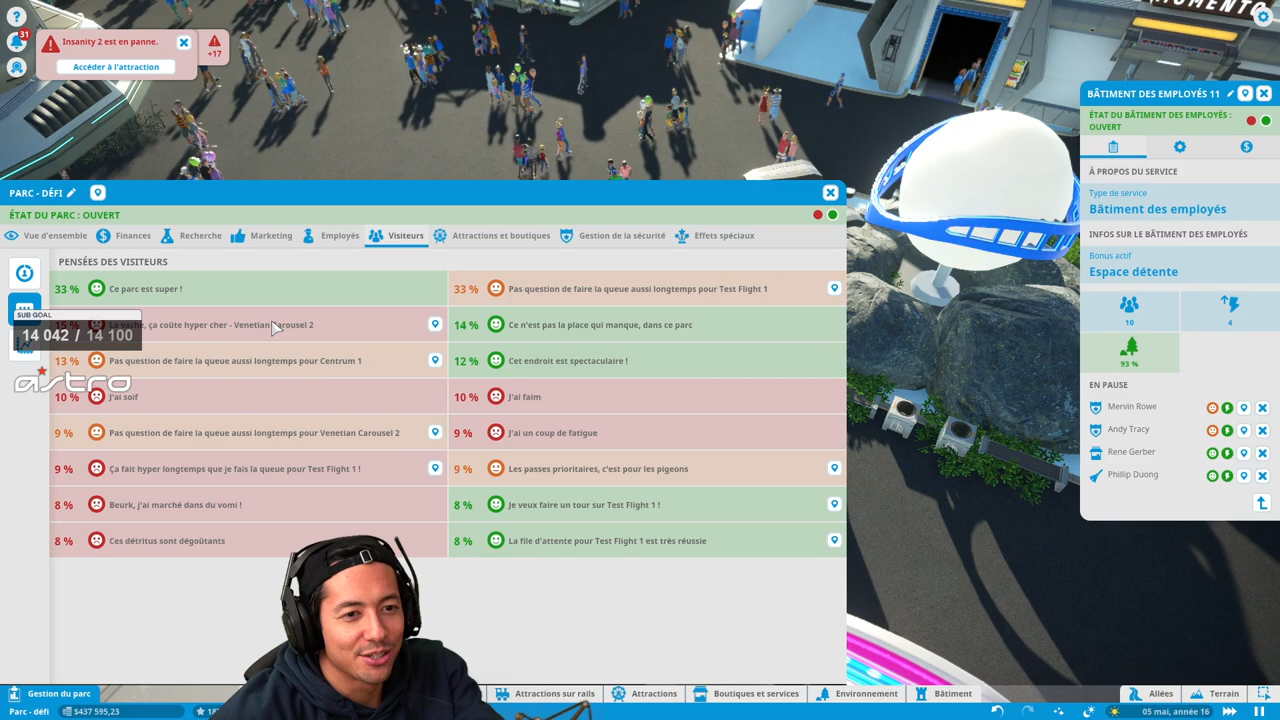 31
Insanity 2 est en panne.
Accéder à l'attraction
+17
PARC - DÉFI
ÉTAT DU PARC : OUVERT
Vue d'ensemble
Finances
Recherche
Marketing
Employés
Visiteurs
Attractions et boutiques
Gestion de la sécurité
Effets spéciaux
PENSÉES DES VISITEURS
33 % Ce parc est super !
33 % Pas question de faire la queue aussi longtemps pour Test Flight 1
14 % Ce n'est pas la place qui manque, dans ce parc
SUB GOAL
14 042 / 14 100
astro
13 % Pas question de faire la queue aussi longtemps pour Centrum 1
12 % Cet endroit est spectaculaire !
10 % J'ai soif
10 % J'ai faim
9 % Pas question de faire la queue aussi longtemps pour Venetian Carousel 2
9 % J'ai un coup de fatigue
9 % Ça fait hyper longtemps que je fais la queue pour Test Flight 1 !
9 % Les passes prioritaires, c'est pour les pigeons
8 % Beurk, j'ai marché dans du vomi !
8 % Je veux faire un tour sur Test Flight 1 !
8 % Ces détritus sont dégoûtants
8 % La file d'attente pour Test Flight 1 est très réussie
BÂTIMENT DES EMPLOYÉS 11
ÉTAT DU BÂTIMENT DES EMPLOYÉS :
OUVERT
À PROPOS DU SERVICE
Type de service
Bâtiment des employés
INFOS SUR LE BÂTIMENT DES EMPLOYÉS
Bonus actif
Espace détente
10
4
93 %
EN PAUSE
Mervin Rowe
Andy Tracy
Rene Gerber
Phillip Duong
Gestion du parc
Attractions sur rails
Attractions
Boutiques et services
Environnement
Bâtiment
Allées
Terrain
Parc - défi
$437 595,23
05 mai, année 16